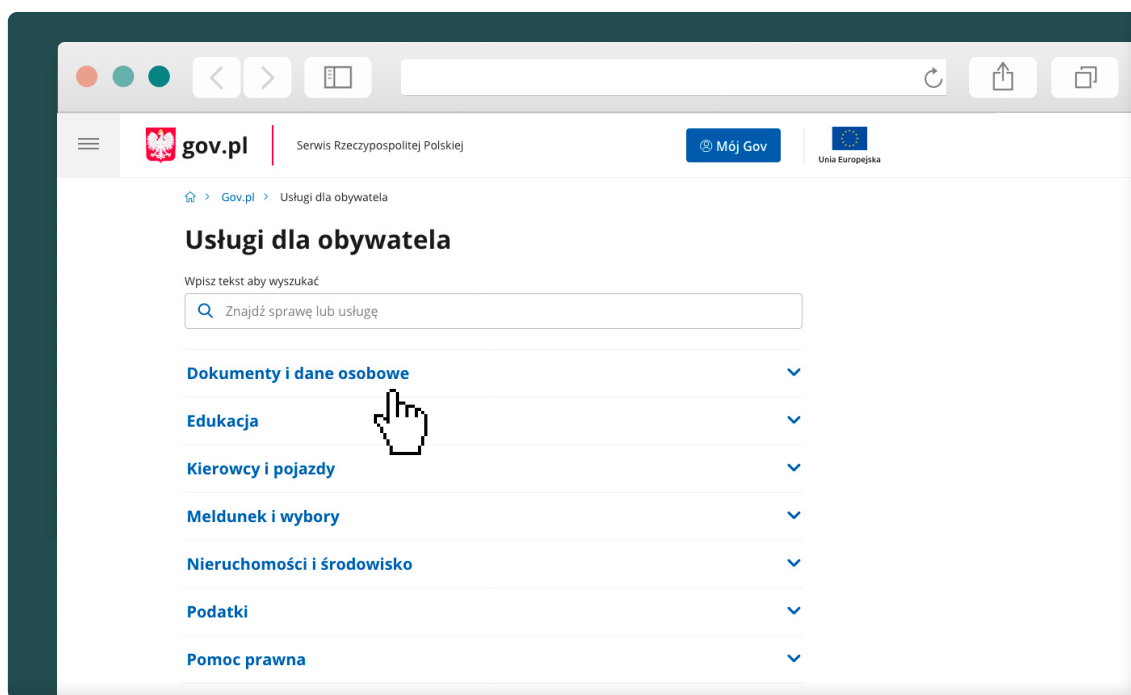 gov.pl
Serwis Rzeczypospolitej Polskiej
Mój Gov
Unia Europejska
Gov.pl > Usługi dla obywatela
Usługi dla obywatela
Wpisz tekst aby wyszukać
Znajdź sprawę lub usługę
Dokumenty i dane osobowe
Edukacja
Kierowcy i pojazdy
Meldunek i wybory
Nieruchomości i środowisko
Podatki
Pomoc prawna